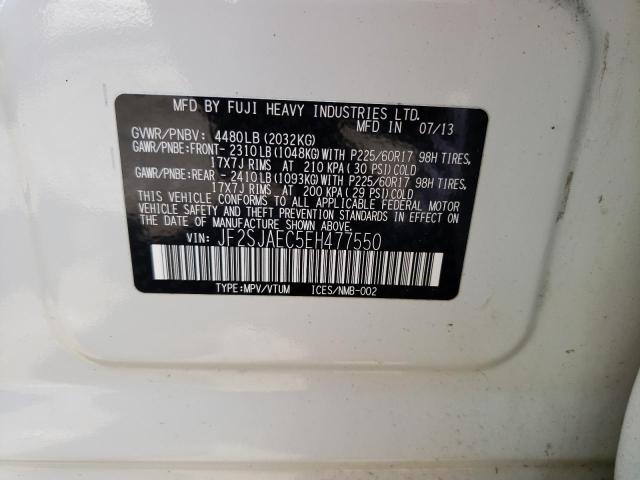 MFD BY FUJI HEAVY INDUSTRIES LTD.
MFD IN 07/13
GVWR/PNBV: 4480LB (2032KG)
GAWR/PNBE:FRONT- 2310LB (1048KG)WITH P225/60R17 98H TIRES,
17X7J RIMS AT 210 KPA( 30 PSI)COLD
GAWR/PNBE:REAR - 2410LB (1093KG)WITH P225/60R17 98H TIRES,
17X7J RIMS AT 200 KPA( 29 PSI)COLD
THIS VEHICLE CONFORMS TO ALL APPLICABLE FEDERAL MOTOR
VEHICLE SAFETY AND THEFT PREVENTION STANDARDS IN EFFECT
ON THE DATE OF MANUFACTURE SHOWN ABOVE.
VIN: JF2SJAEC5EH477550
TYPE:MPV/VTUM ICES/NMB-002